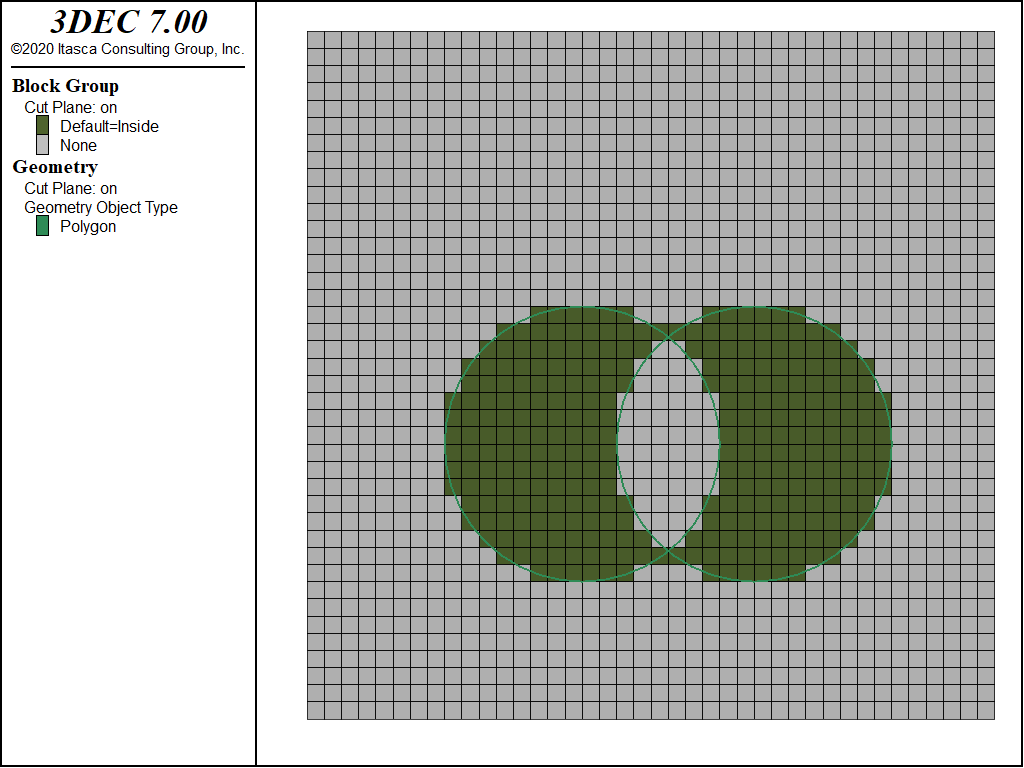 3DEC 7.00
©2020 Itasca Consulting Group, Inc.
Block Group
Cut Plane: on
Default=Inside
None
Geometry
Cut Plane: on
Geometry Object Type
Polygon